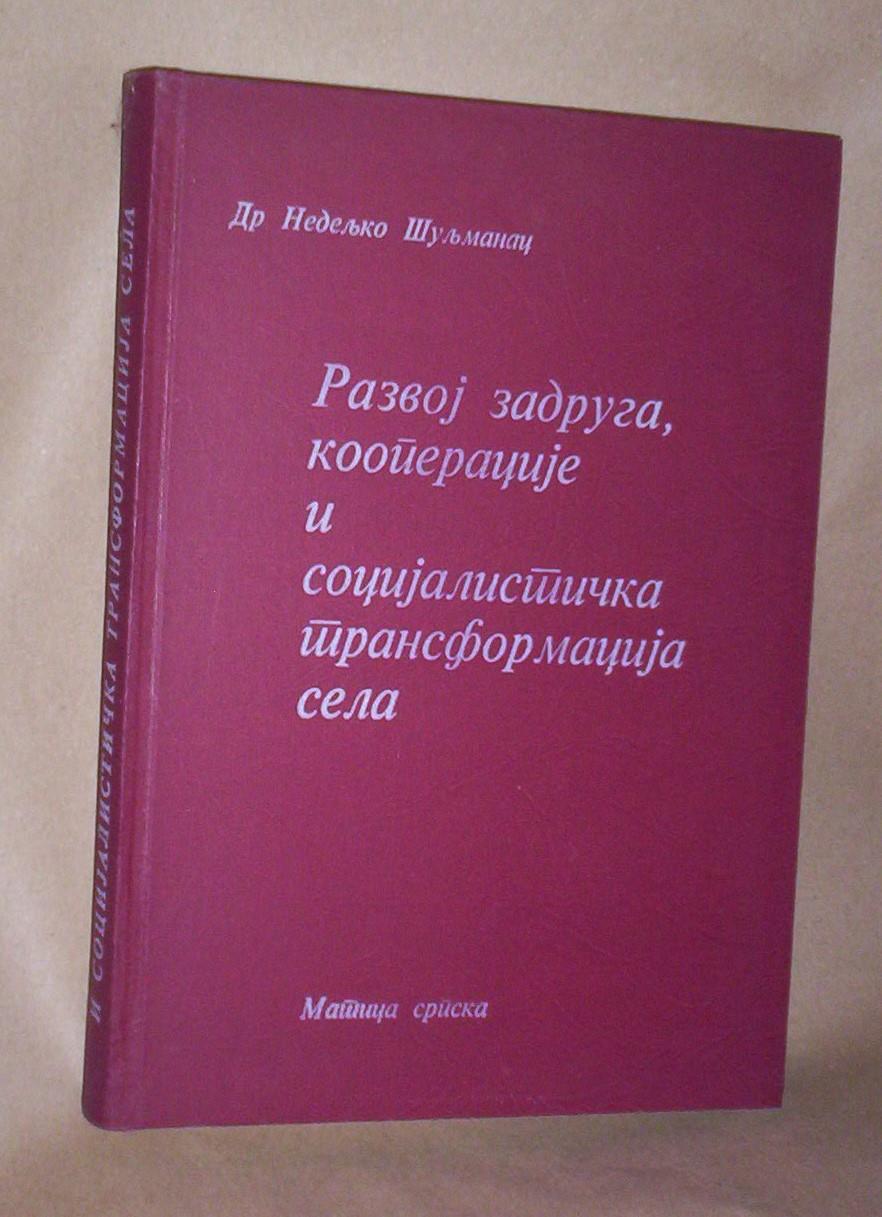 Др Недељко Шуљманац
Развој задруга,
кооперације
и
социјалистичка
трансформација
села
Матица српска
И СОЦИЈАЛИСТИЧКА ТРАНСФОРМАЦИЈА СЕЛА